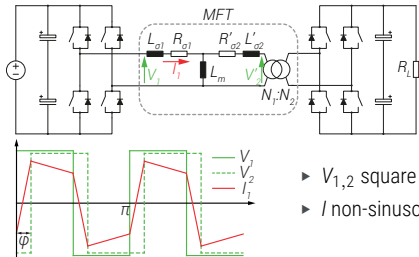 MFT
Lσ1 Rσ1 R'σ2 L'σ2
V1 I1 Lm V'2 N1:N2 RL
V1
V2
I1
π
φ
▸ V1,2 square
▸ I non-sinusc